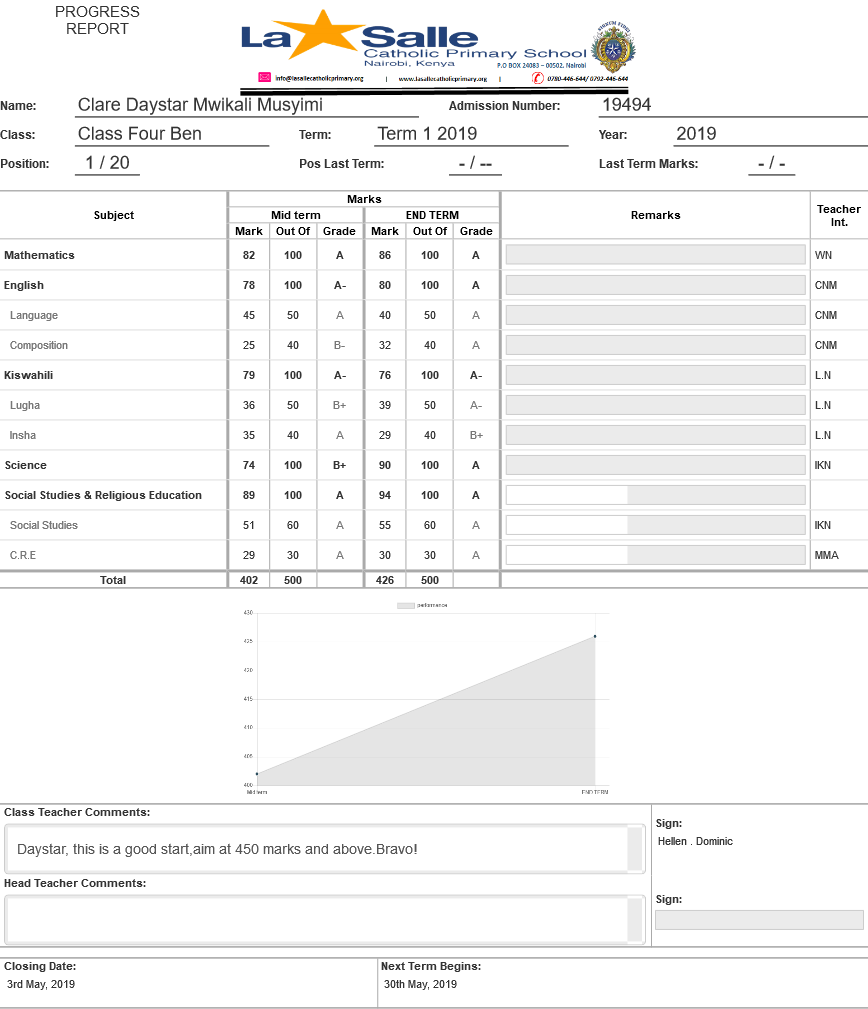 PROGRESS
REPORT
La Salle
Catholic Primary School
Nairobi, Kenya
P.O BOX 24083 – 00502, Nairobi
info@lasallecatholicprimary.org | www.lasallecatholicprimary.org | 0780-446-644/ 0792-446-644
Name: Clare Daystar Mwikali Musyimi Admission Number: 19494
Class: Class Four Ben Term: Term 1 2019 Year: 2019
Position: 1 / 20 Pos Last Term: - / -- Last Term Marks: - / -
Marks
Subject Mid term END TERM Remarks Teacher Int.
Mark Out Of Grade Mark Out Of Grade
Mathematics 82 100 A 86 100 A WN
English 78 100 A- 80 100 A CNM
Language 45 50 A 40 50 A CNM
Composition 25 40 B- 32 40 A CNM
Kiswahili 79 100 A- 76 100 A- L.N
Lugha 36 50 B+ 39 50 A- L.N
Insha 35 40 A 29 40 B+ L.N
Science 74 100 B+ 90 100 A IKN
Social Studies & Religious Education 89 100 A 94 100 A
Social Studies 51 60 A 55 60 A IKN
C.R.E 29 30 A 30 30 A MMA
Total 402 500 426 500
performance
430
425
420
415
410
405
400
Mid term END TERM
Class Teacher Comments:
Sign:
Daystar, this is a good start,aim at 450 marks and above.Bravo!
Hellen . Dominic
Head Teacher Comments:
Sign:
Closing Date: Next Term Begins:
3rd May, 2019 30th May, 2019